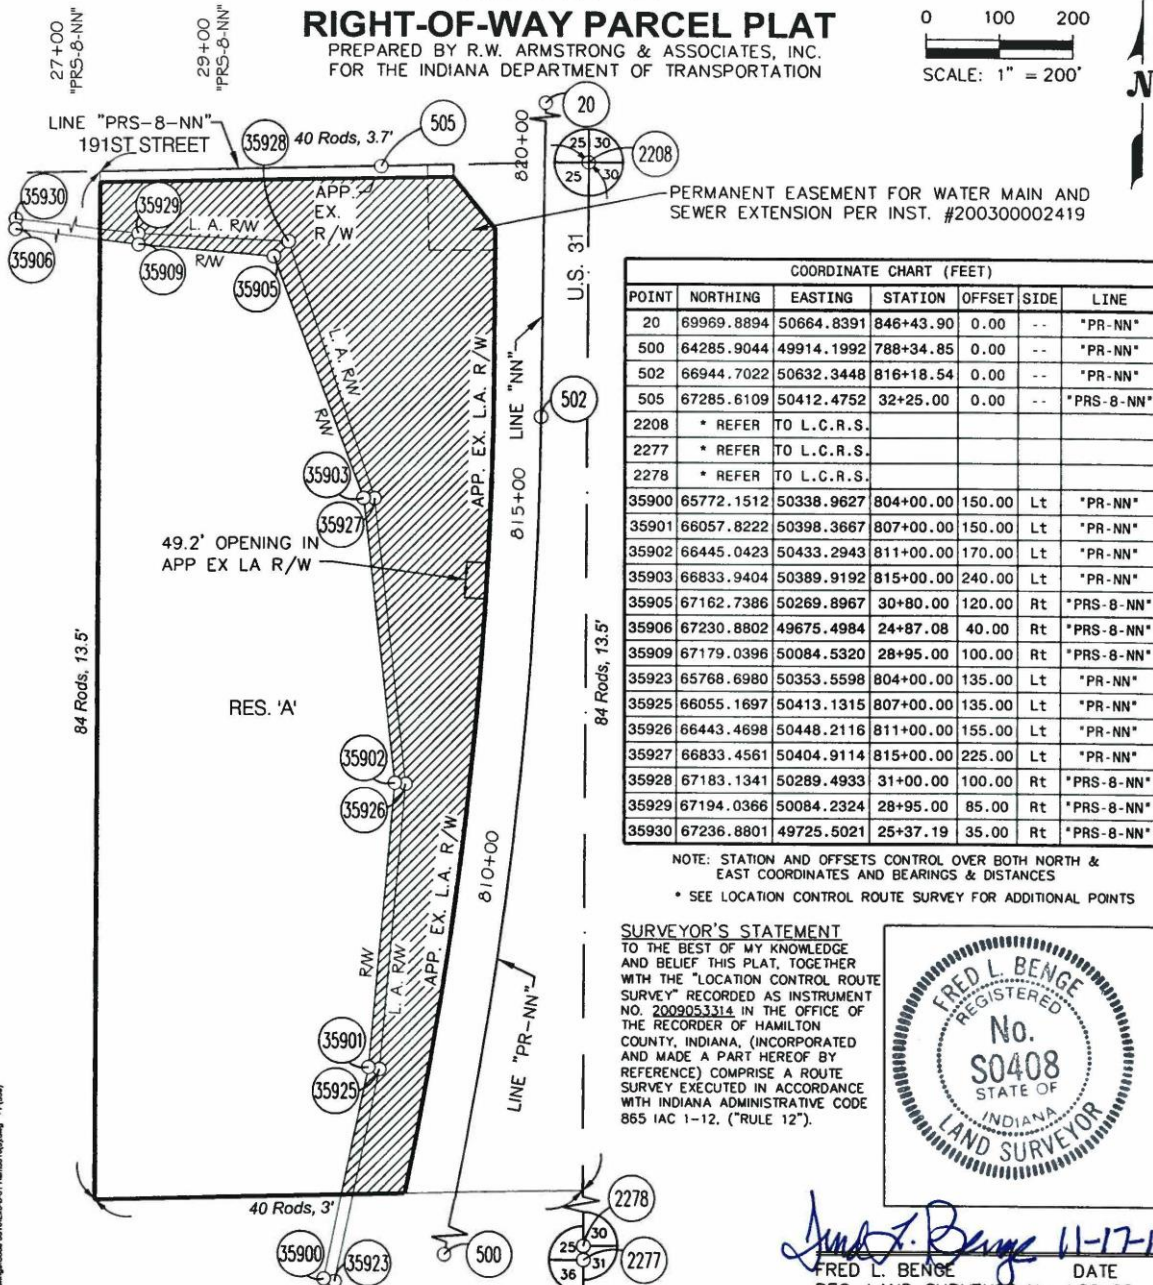 RIGHT-OF-WAY PARCEL PLAT
PREPARED BY R.W. ARMSTRONG & ASSOCIATES, INC.
FOR THE INDIANA DEPARTMENT OF TRANSPORTATION
0 100 200
SCALE: 1" = 200'
N
27+00
"PRS-8-NN"
29+00
"PRS-8-NN"
LINE "PRS-8-NN"
191ST STREET
35928
40 Rods, 3.7'
505
20
820+00
25 30
25 30
2208
PERMANENT EASEMENT FOR WATER MAIN AND
SEWER EXTENSION PER INST. #200300002419
35930
35929
L. A. R/W
APP.
EX.
R/W
35906
35909
R/W
35905
U.S. 31
L. A. R/W
R/W
APP. EX. L.A. R/W
LINE "NN"
502
35903
35927
815+00
49.2' OPENING IN
APP EX LA R/W
84 Rods, 13.5'
84 Rods, 13.5'
RES. 'A'
35902
35926
810+00
APP. EX. L.A. R/W
R/W
L. A. R/W
35901
35925
LINE "PR-NN"
40 Rods, 3'
35900
35923
500
2278
25 30
36 31
2277
COORDINATE CHART (FEET)
POINT NORTHING EASTING STATION OFFSET SIDE LINE
20 69969.8894 50664.8391 846+43.90 0.00 -- "PR-NN"
500 64285.9044 49914.1992 788+34.85 0.00 -- "PR-NN"
502 66944.7022 50632.3448 816+18.54 0.00 -- "PR-NN"
505 67285.6109 50412.4752 32+25.00 0.00 -- "PRS-8-NN"
2208 * REFER TO L.C.R.S.
2277 * REFER TO L.C.R.S.
2278 * REFER TO L.C.R.S.
35900 65772.1512 50338.9627 804+00.00 150.00 Lt "PR-NN"
35901 66057.8222 50398.3667 807+00.00 150.00 Lt "PR-NN"
35902 66445.0423 50433.2943 811+00.00 170.00 Lt "PR-NN"
35903 66833.9404 50389.9192 815+00.00 240.00 Lt "PR-NN"
35905 67162.7386 50269.8967 30+80.00 120.00 Rt "PRS-8-NN"
35906 67230.8802 49675.4984 24+87.08 40.00 Rt "PRS-8-NN"
35909 67179.0396 50084.5320 28+95.00 100.00 Rt "PRS-8-NN"
35923 65768.6980 50353.5598 804+00.00 135.00 Lt "PR-NN"
35925 66055.1697 50413.1315 807+00.00 135.00 Lt "PR-NN"
35926 66443.4698 50448.2116 811+00.00 155.00 Lt "PR-NN"
35927 66833.4561 50404.9114 815+00.00 225.00 Lt "PR-NN"
35928 67183.1341 50289.4933 31+00.00 100.00 Rt "PRS-8-NN"
35929 67194.0366 50084.2324 28+95.00 85.00 Rt "PRS-8-NN"
35930 67236.8801 49725.5021 25+37.19 35.00 Rt "PRS-8-NN"
NOTE: STATION AND OFFSETS CONTROL OVER BOTH NORTH &
EAST COORDINATES AND BEARINGS & DISTANCES
* SEE LOCATION CONTROL ROUTE SURVEY FOR ADDITIONAL POINTS
SURVEYOR'S STATEMENT
TO THE BEST OF MY KNOWLEDGE
AND BELIEF THIS PLAT, TOGETHER
WITH THE "LOCATION CONTROL ROUTE
SURVEY" RECORDED AS INSTRUMENT
NO. 2009053314 IN THE OFFICE OF
THE RECORDER OF HAMILTON
COUNTY, INDIANA, (INCORPORATED
AND MADE A PART HEREOF BY
REFERENCE) COMPRISE A ROUTE
SURVEY EXECUTED IN ACCORDANCE
WITH INDIANA ADMINISTRATIVE CODE
865 IAC 1-12, ("RULE 12").
FRED L. BENGE
REGISTERED
No.
S0408
STATE OF
INDIANA
LAND SURVEYOR
Fred L. Benge 11-17-1
FRED L. BENGE DATE